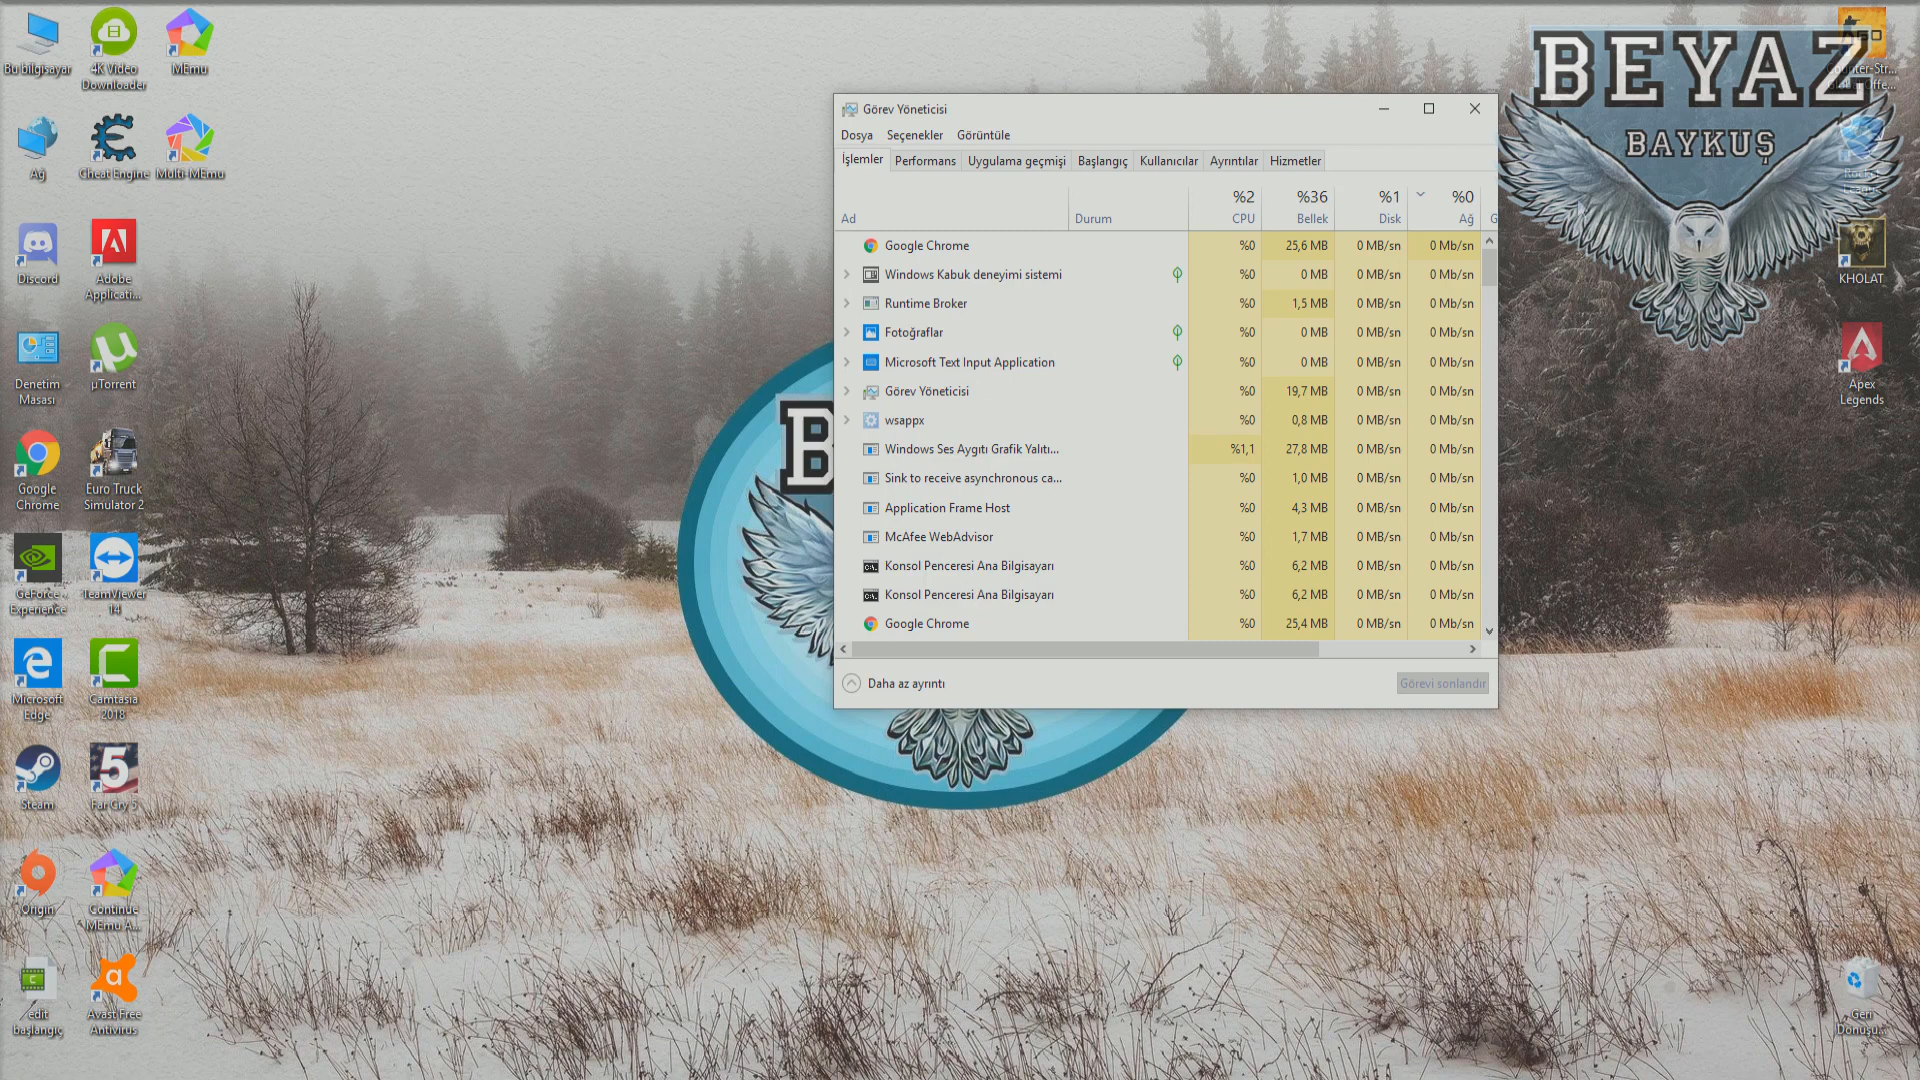 Bu bilgisayar
4K Video
Downloader
MEmu
Ağ
Cheat Engine
Multi-MEmu
Discord
Adobe
Applicati...
Denetim
Masası
µTorrent
Google
Chrome
Euro Truck
Simulator 2
GeForce
Experience
TeamViewer
14
Microsoft
Edge
Camtasia
2018
Steam
5
Far Cry 5
Origin
Continue
MEmu A...
edit
başlangıç
Avast Free
Antivirus
Görev Yöneticisi
Dosya Seçenekler Görüntüle
İşlemler Performans Uygulama geçmişi Başlangıç Kullanıcılar Ayrıntılar Hizmetler
%2 %36 %1 %0
Ad Durum CPU Bellek Disk Ağ G
Google Chrome %0 25,6 MB 0 MB/sn 0 Mb/sn
Windows Kabuk deneyimi sistemi %0 0 MB 0 MB/sn 0 Mb/sn
Runtime Broker %0 1,5 MB 0 MB/sn 0 Mb/sn
Fotoğraflar %0 0 MB 0 MB/sn 0 Mb/sn
Microsoft Text Input Application %0 0 MB 0 MB/sn 0 Mb/sn
Görev Yöneticisi %0 19,7 MB 0 MB/sn 0 Mb/sn
wsappx %0 0,8 MB 0 MB/sn 0 Mb/sn
Windows Ses Aygıtı Grafik Yalıtı... %1,1 27,8 MB 0 MB/sn 0 Mb/sn
Sink to receive asynchronous ca... %0 1,0 MB 0 MB/sn 0 Mb/sn
Application Frame Host %0 4,3 MB 0 MB/sn 0 Mb/sn
McAfee WebAdvisor %0 1,7 MB 0 MB/sn 0 Mb/sn
Konsol Penceresi Ana Bilgisayarı %0 6,2 MB 0 MB/sn 0 Mb/sn
Konsol Penceresi Ana Bilgisayarı %0 6,2 MB 0 MB/sn 0 Mb/sn
Google Chrome %0 25,4 MB 0 MB/sn 0 Mb/sn
Daha az ayrıntı
Görevi sonlandır
B
BEYAZ
BAYKUŞ
Counter-Str...
Global Offe...
Rocket
League
KHOLAT
Apex
Legends
Geri
Dönüşü...